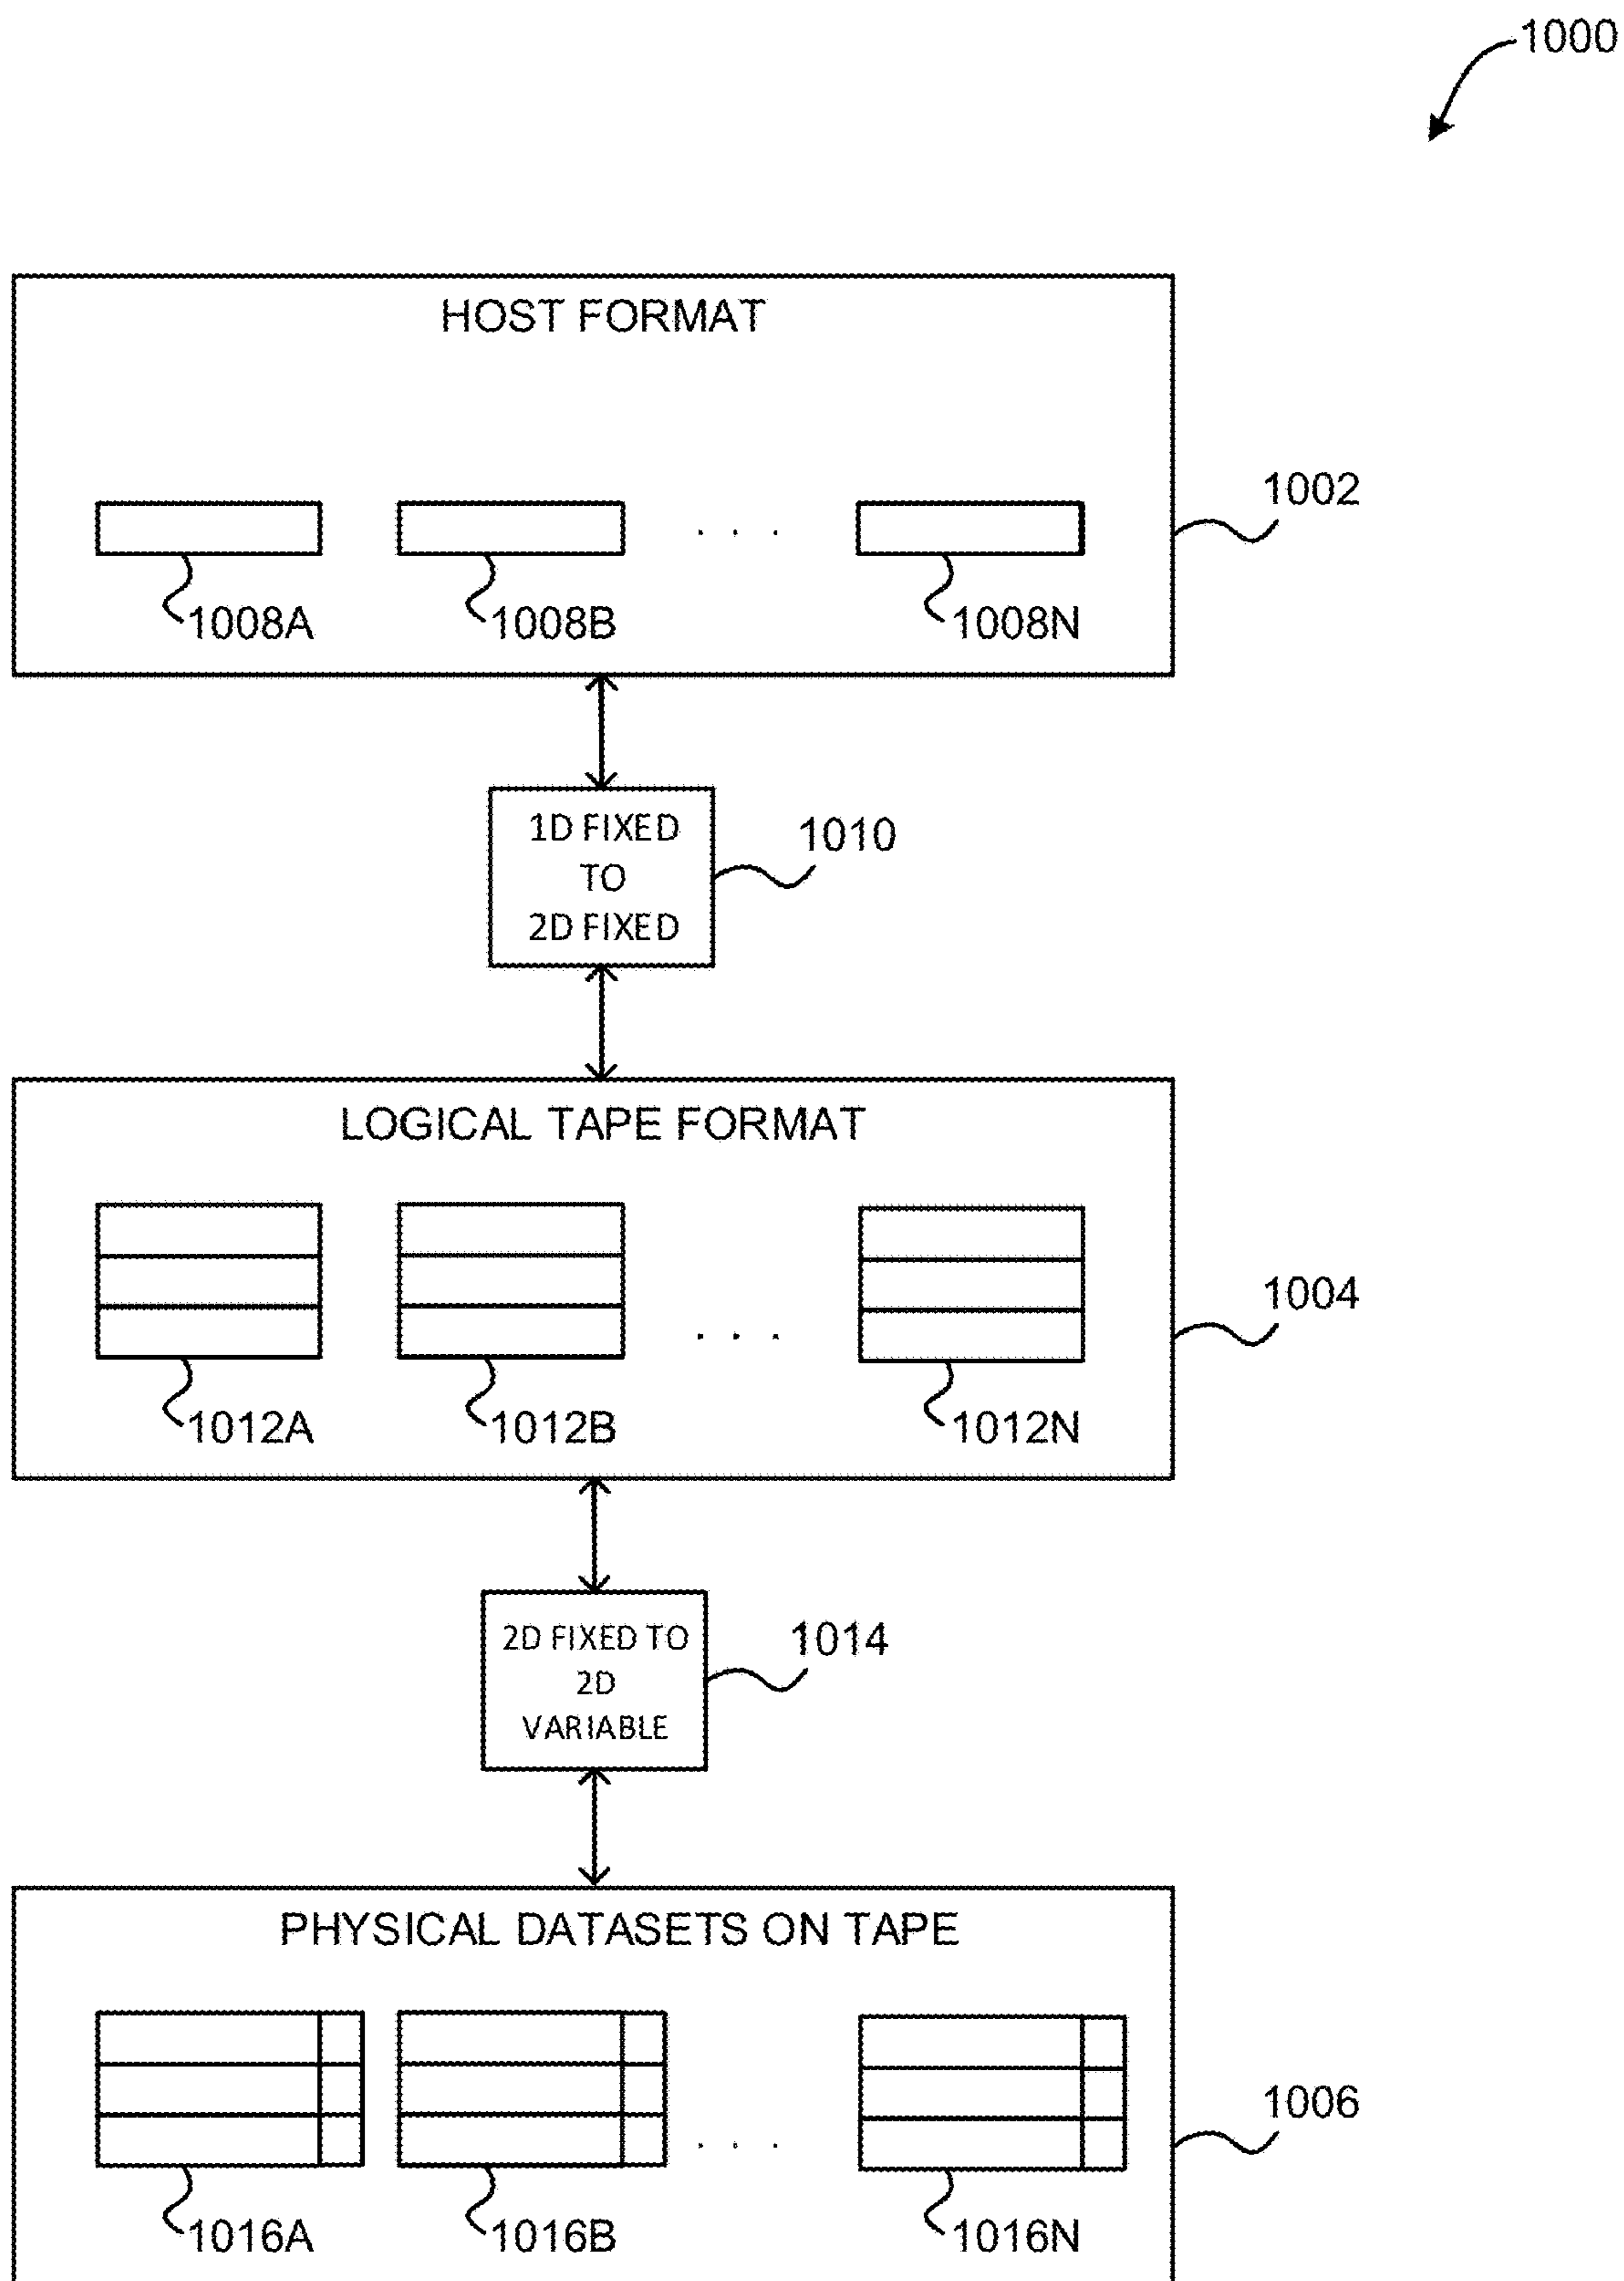 1000
HOST FORMAT
1002
. . .
1008A 1008B 1008N
1D FIXED
TO
2D FIXED
1010
LOGICAL TAPE FORMAT
1004
. . .
1012A 1012B 1012N
2D FIXED TO
2D
VARIABLE
1014
PHYSICAL DATASETS ON TAPE
1006
. . .
1016A 1016B 1016N